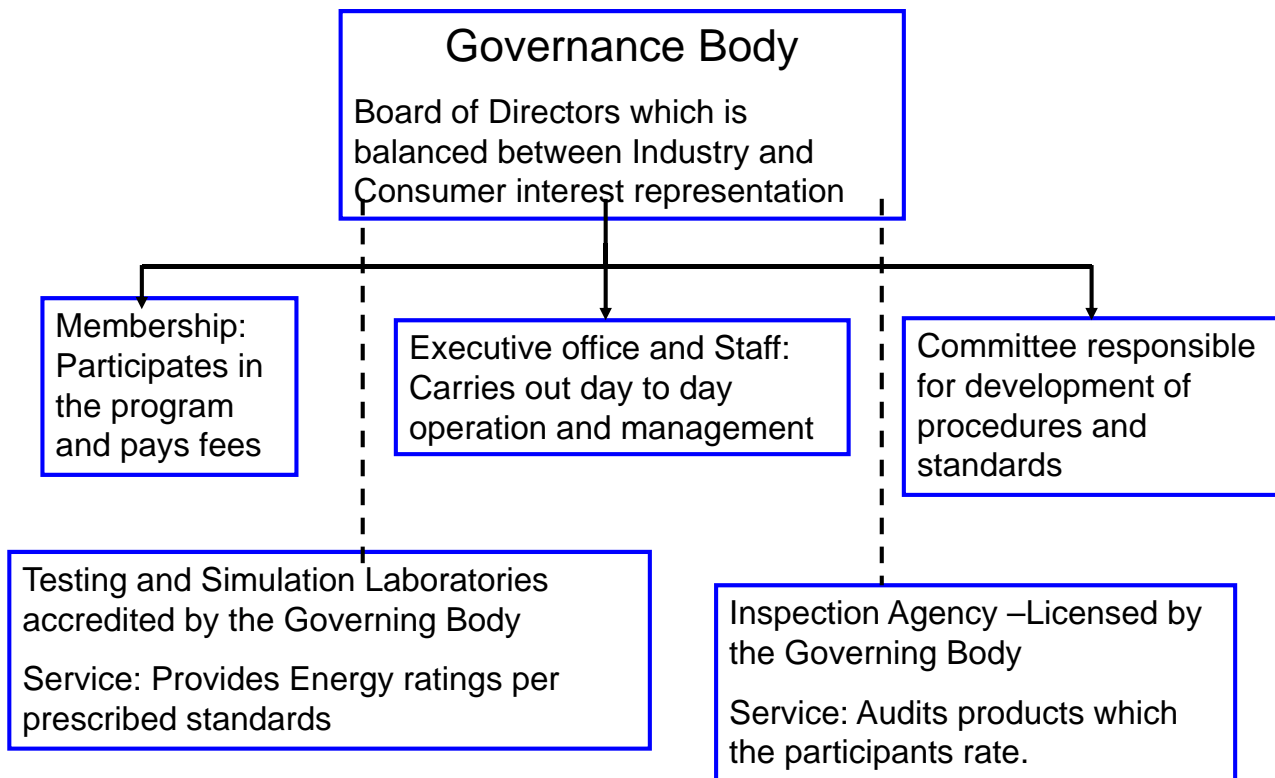 Governance Body
Board of Directors which is
balanced between Industry and
Consumer interest representation
Membership:
Participates in
the program
and pays fees
Executive office and Staff:
Carries out day to day
operation and management
Committee responsible
for development of
procedures and
standards
Testing and Simulation Laboratories
accredited by the Governing Body
Service: Provides Energy ratings per
prescribed standards
Inspection Agency –Licensed by
the Governing Body
Service: Audits products which
the participants rate.